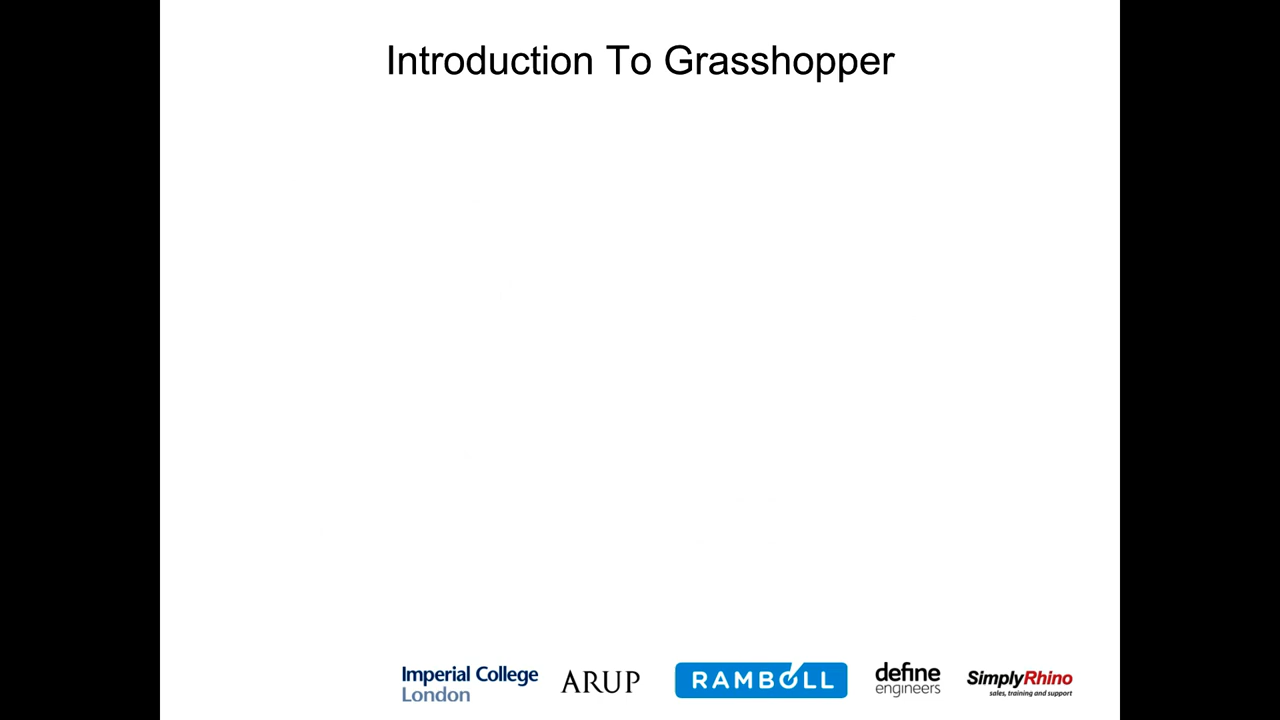 Introduction To Grasshopper
Imperial College
London
ARUP
RAMBOLL
define
engineers
SimplyRhino
sales, training and support